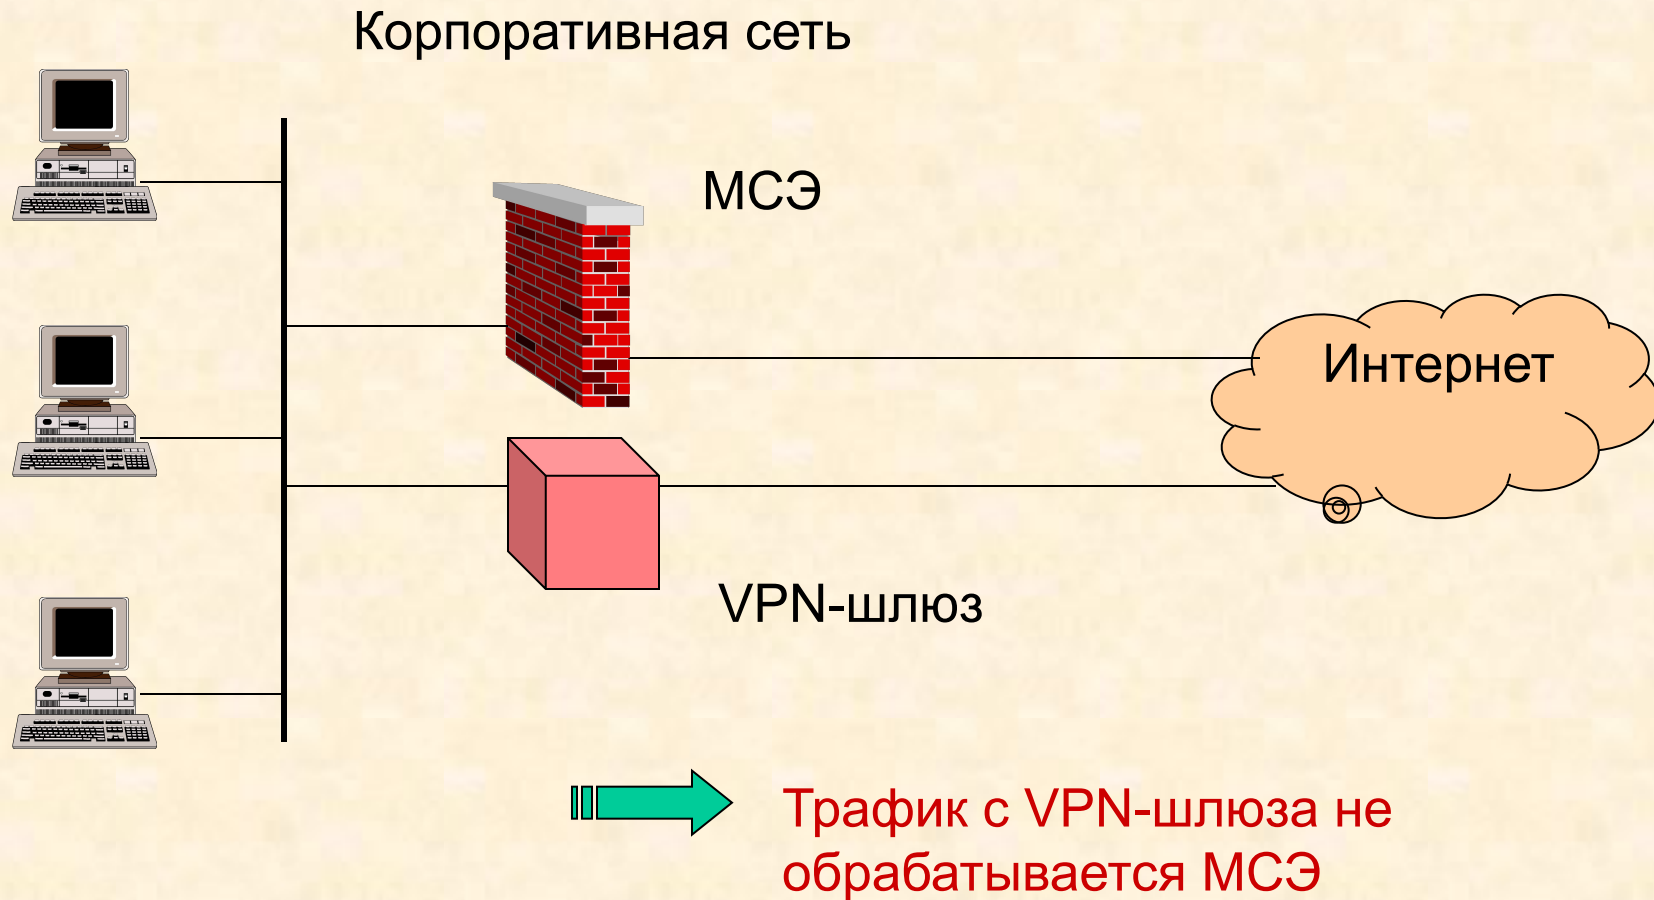 Корпоративная сеть
МСЭ
Интернет
VPN-шлюз
Трафик с VPN-шлюза не
обрабатывается МСЭ